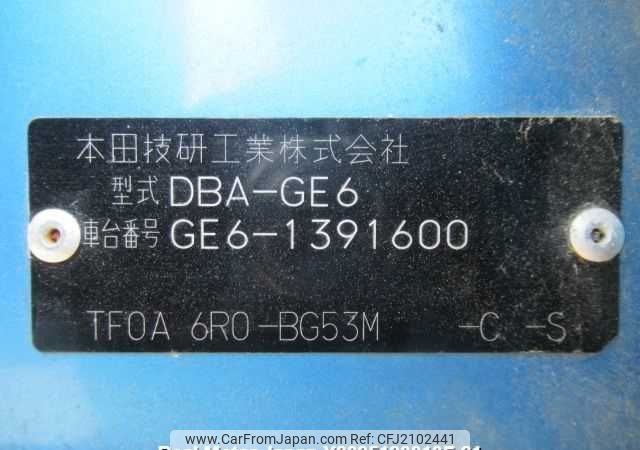 本田技研工業株式会社
型式 DBA-GE6
車台番号 GE6-1391600
TF0A 6R0-BG53M -C -S
www.CarFromJapan.com - CFJ2102441